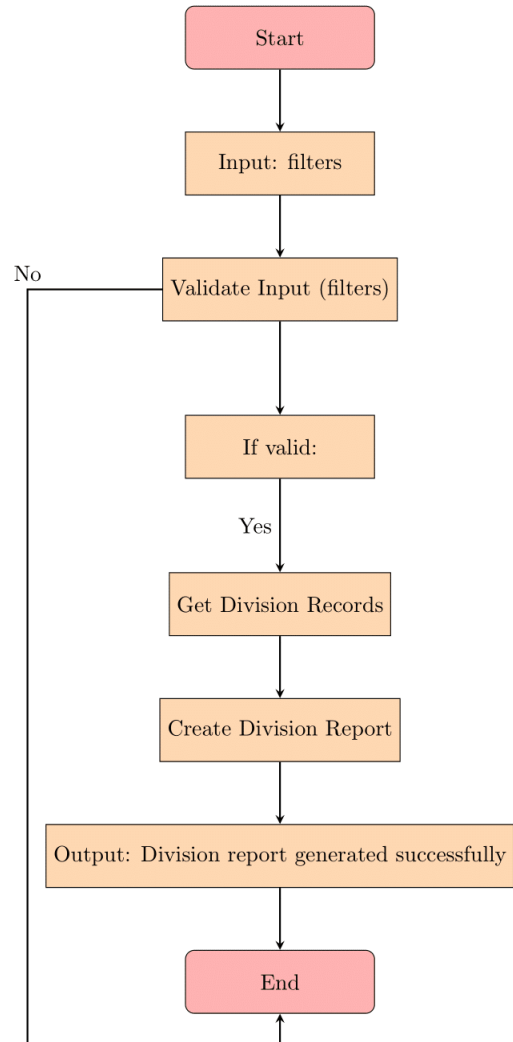 Start
Input: filters
No
Validate Input (filters)
If valid:
Yes
Get Division Records
Create Division Report
Output: Division report generated successfully
End